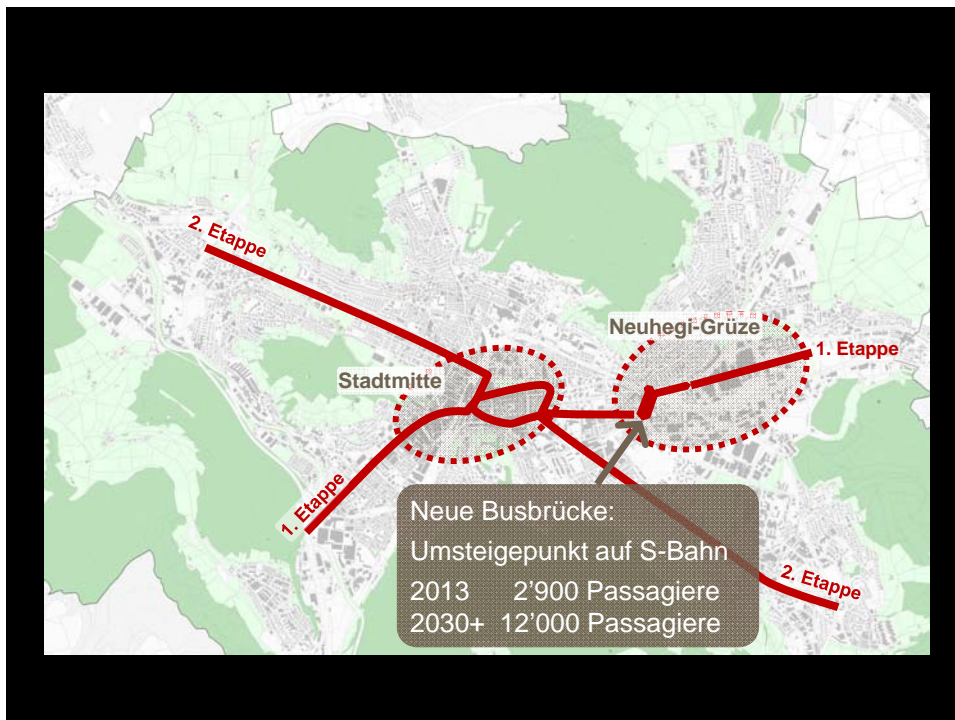 2. Etappe
Neuhegi-Grüze
1. Etappe
Stadtmitte
1. Etappe
Neue Busbrücke:
Umsteigepunkt auf S-Bahn
2013 2’900 Passagiere
2030+ 12’000 Passagiere
2. Etappe